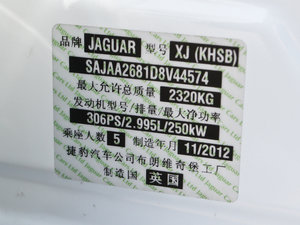 品牌 JAGUAR 型号 XJ (KHSB)
SAJAA2681D8V44574
最大允许总质量 2320KG
发动机型号/排量/最大净功率
306PS/2.995L/250kW
乘座人数 5 制造年月 11/2012
捷豹汽车公司布朗维奇堡工厂
制造国 英国